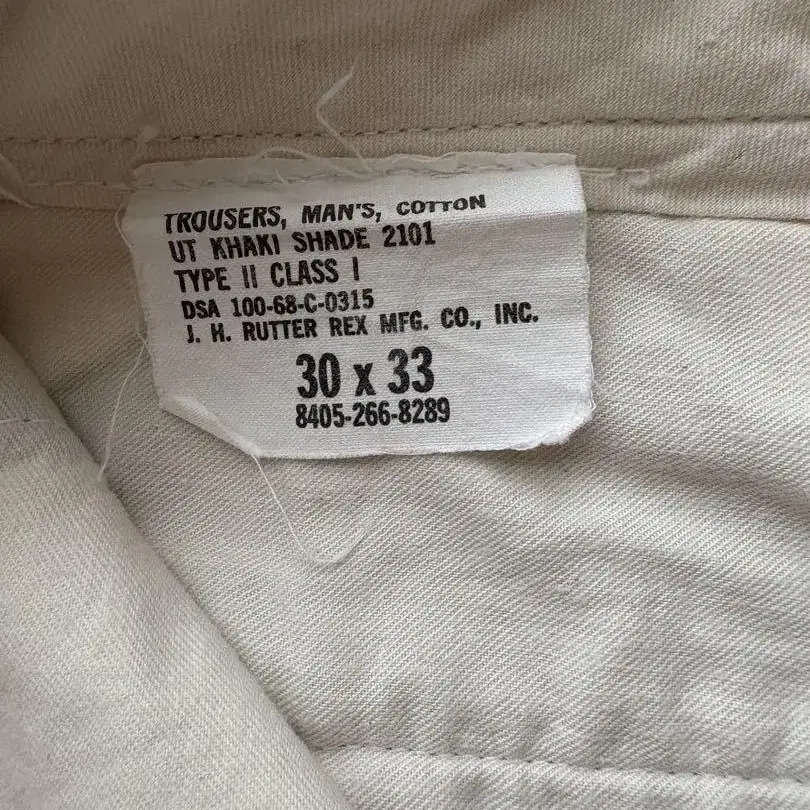 TROUSERS, MAN'S, COTTON
UT KHAKI SHADE 2101
TYPE II CLASS I
DSA 100-68-C-0315
J. H. RUTTER REX MFG. CO., INC.
30 x 33
8405-266-8289